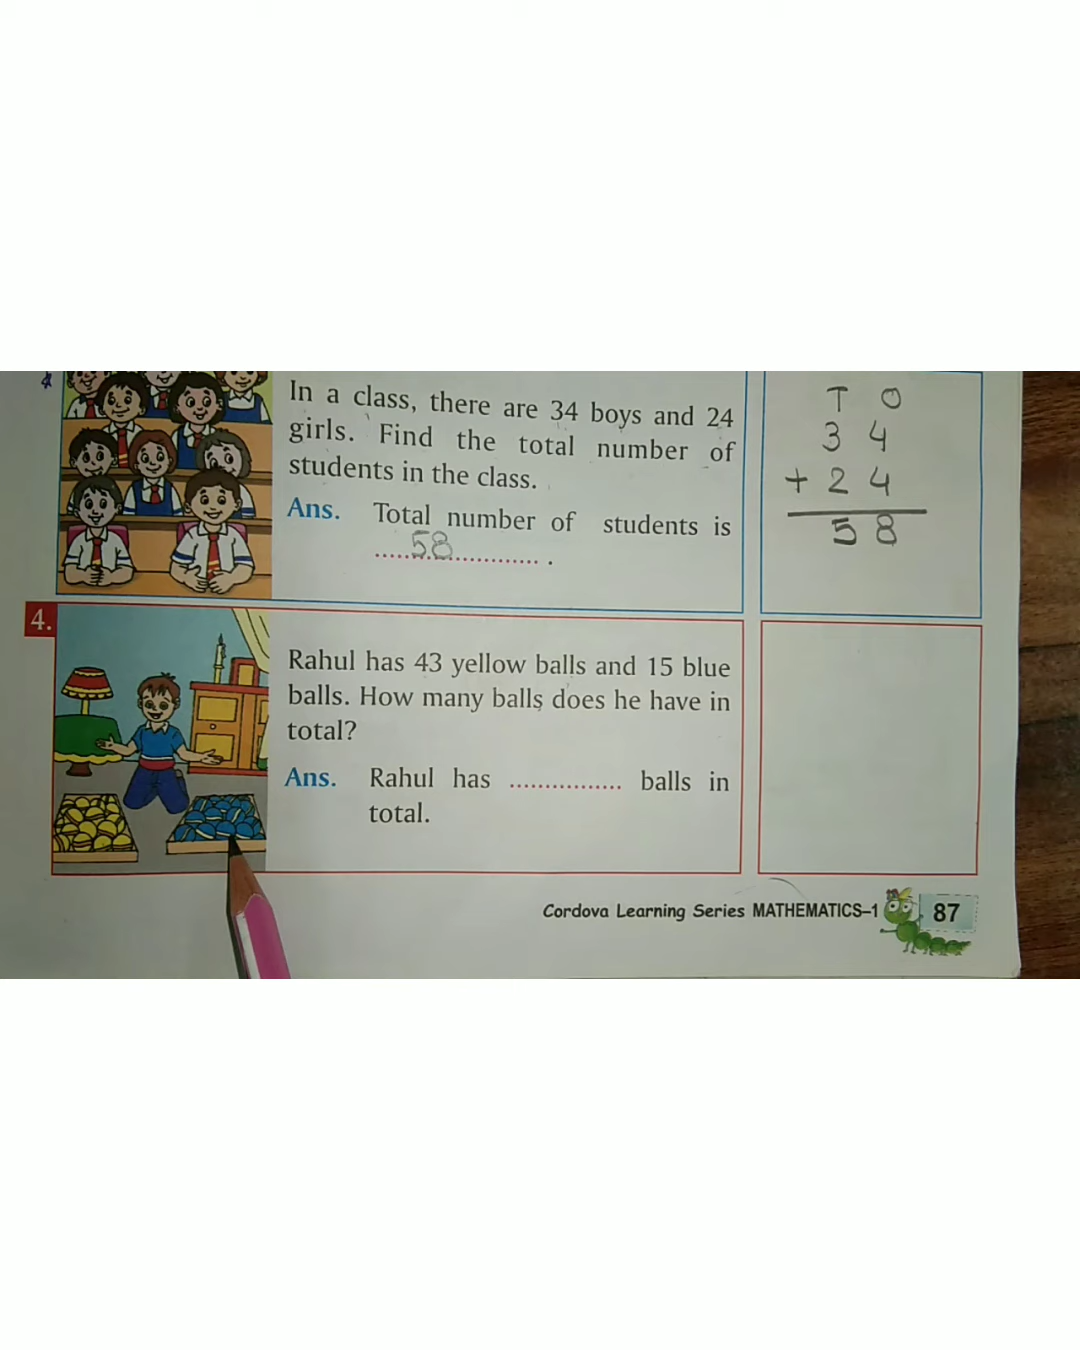 In a class, there are 34 boys and 24
girls. Find the total number of
students in the class.
Ans. Total number of students is
.....58.............. .
T O
3 4
+ 2 4
5 8
4.
Rahul has 43 yellow balls and 15 blue
balls. How many balls does he have in
total?
Ans. Rahul has ................ balls in
total.
Cordova Learning Series MATHEMATICS–1 87